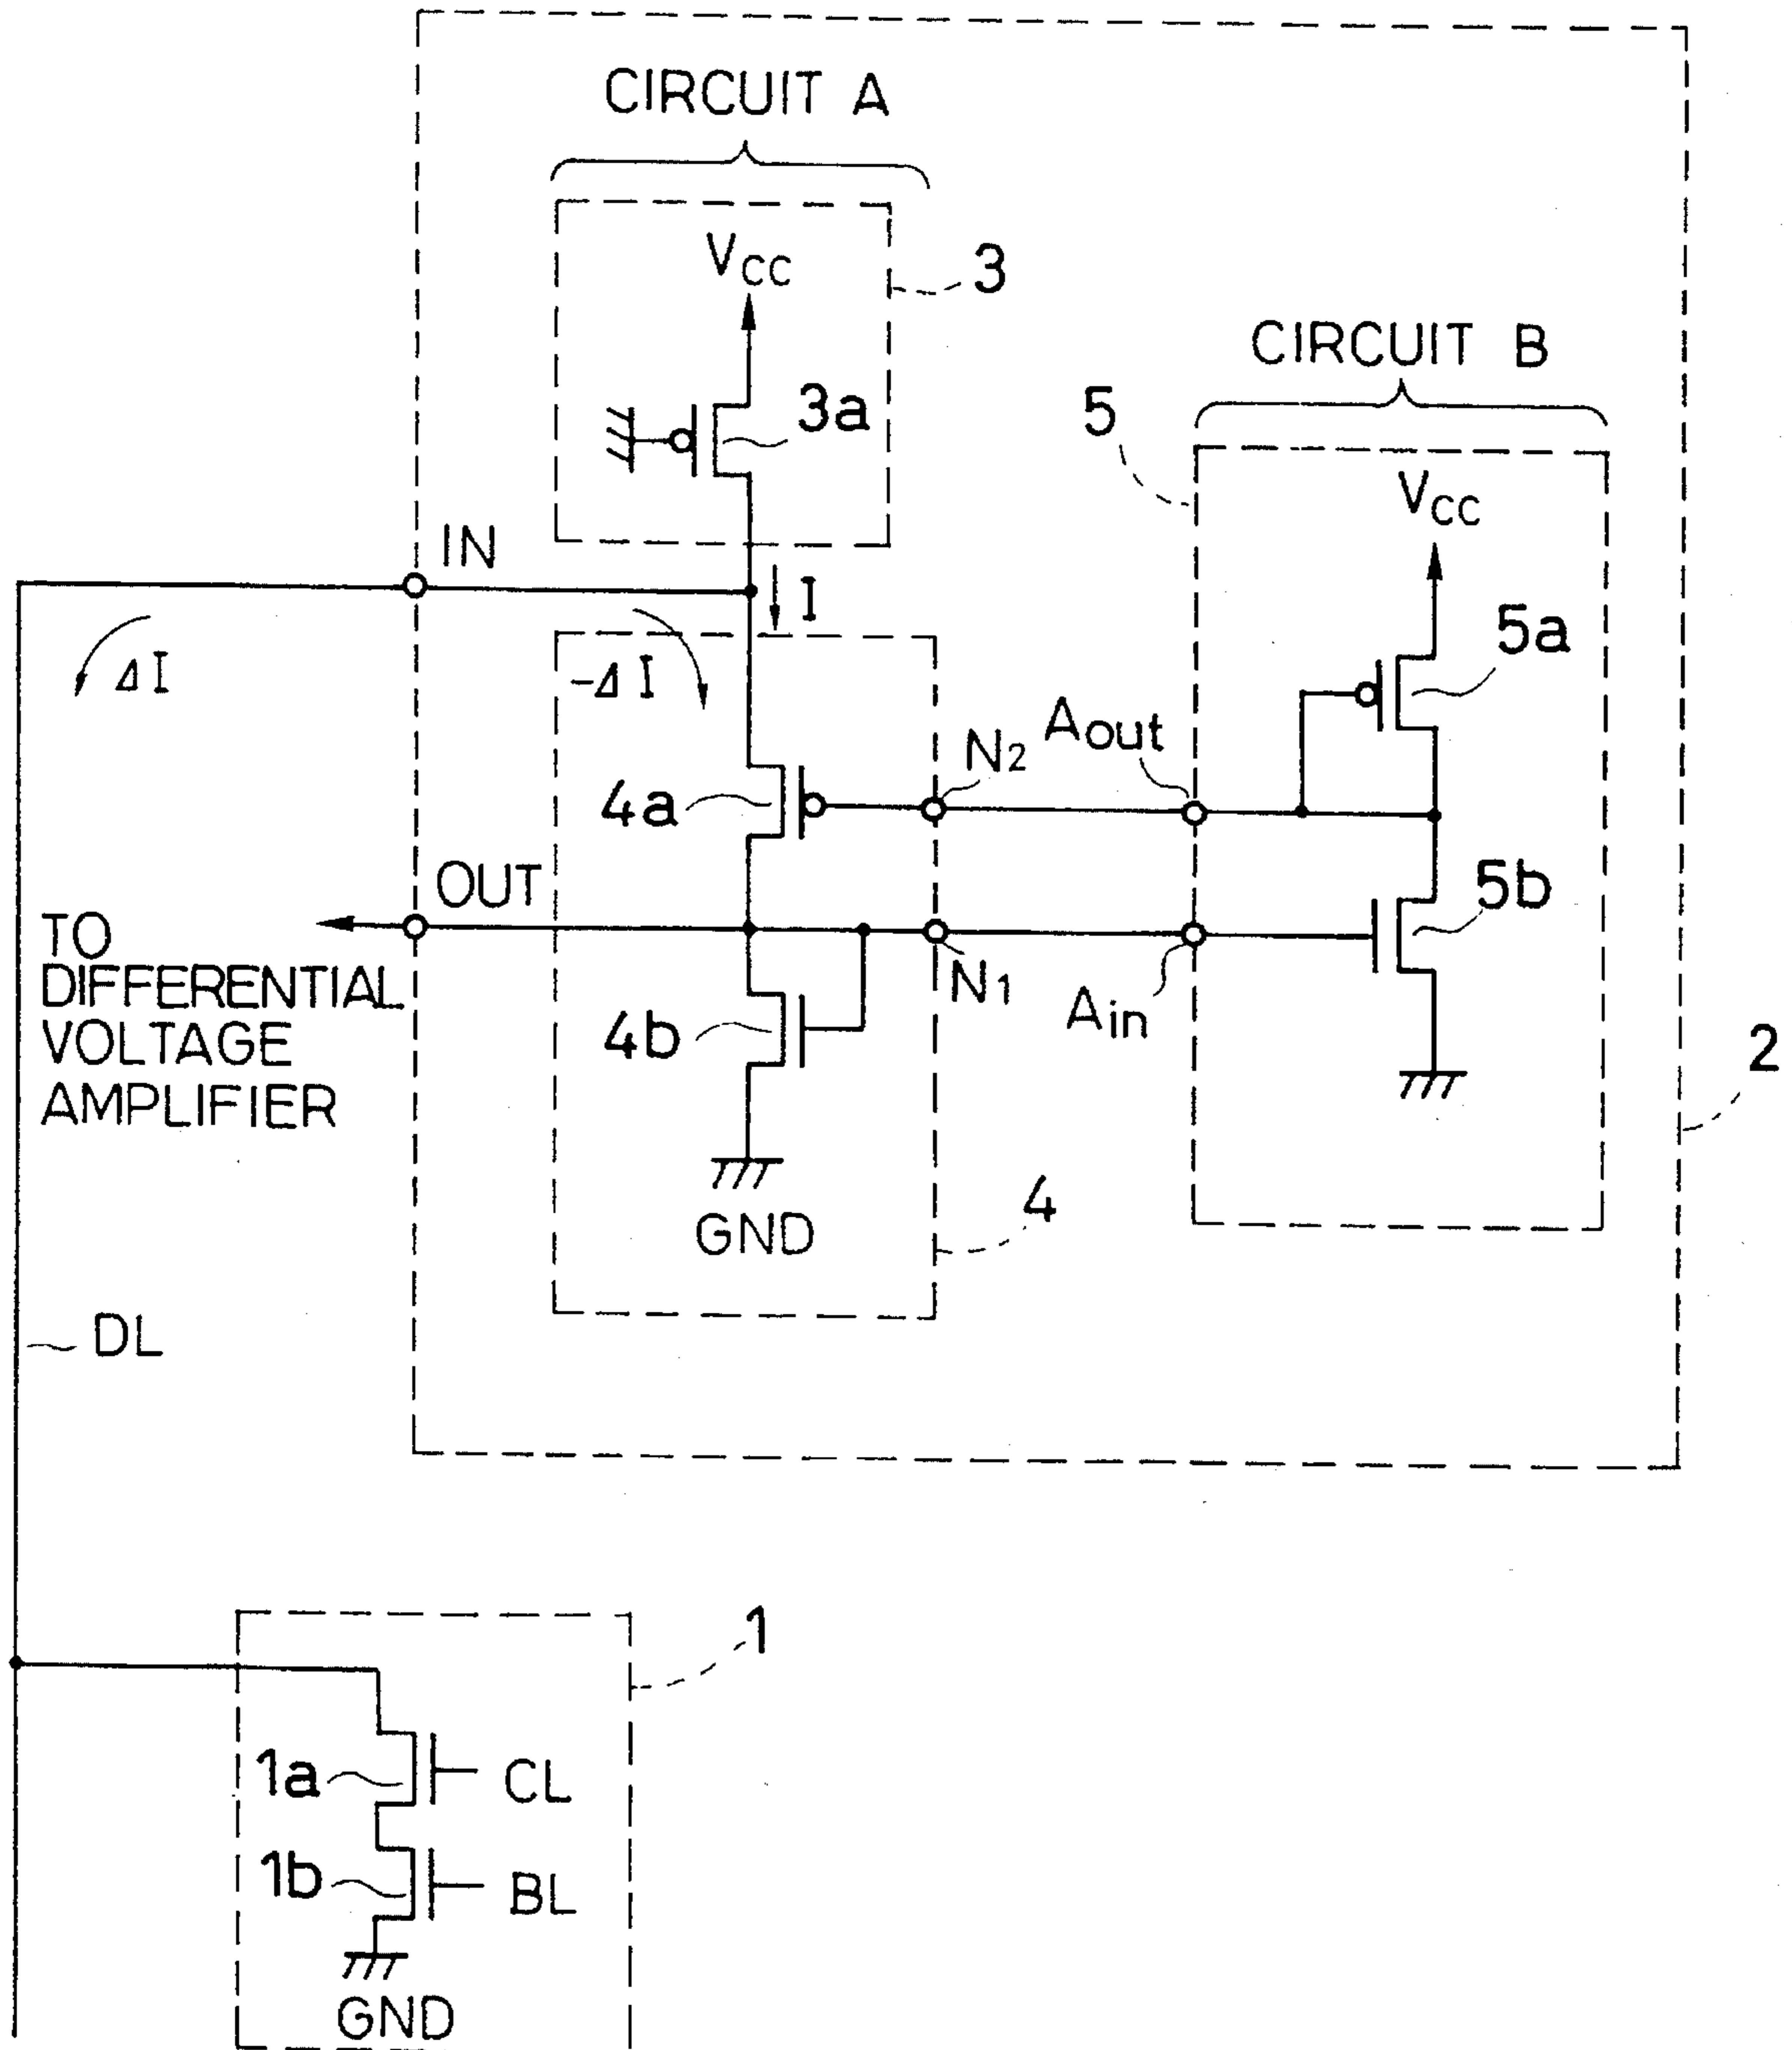 CIRCUIT A
VCC
3
3a
CIRCUIT B
5
VCC
IN
I
ΔI
-ΔI
5a
4a
N2
Aout
OUT
5b
TO
DIFFERENTIAL
VOLTAGE
AMPLIFIER
N1
Ain
4b
2
GND
4
DL
1
1a
CL
1b
BL
GND